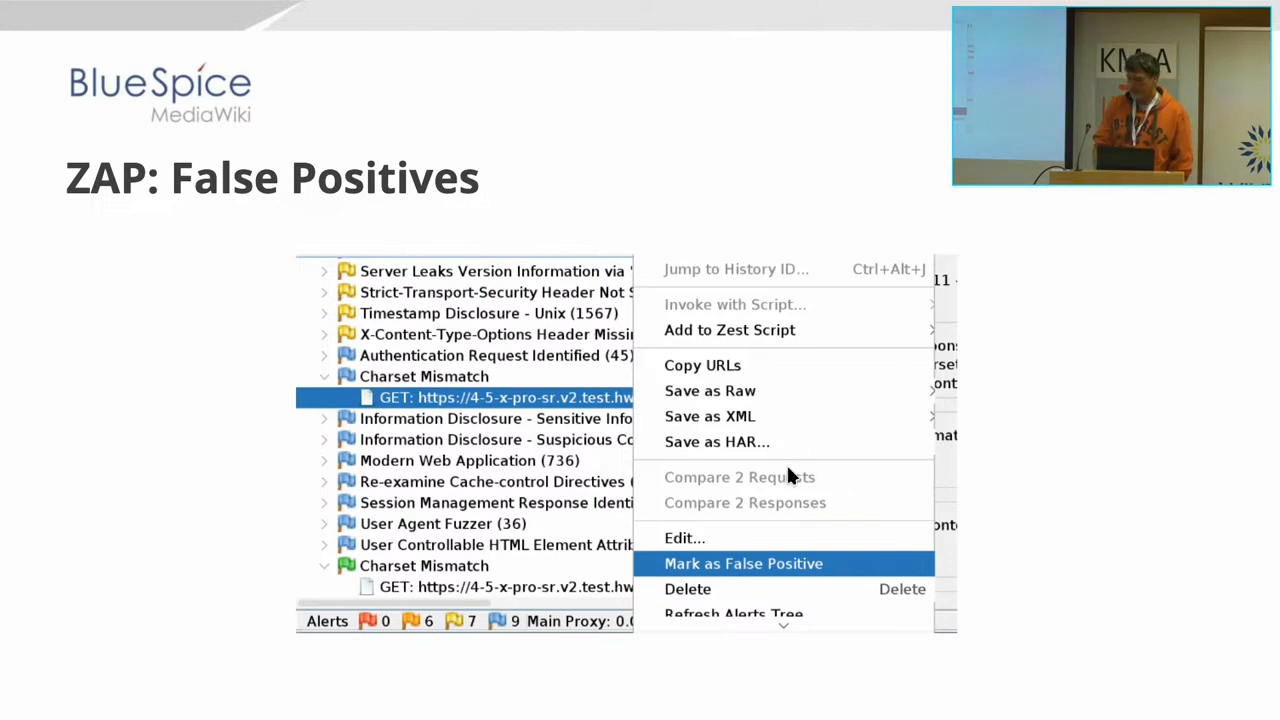 BlueSpice
MediaWiki
ZAP: False Positives
Server Leaks Version Information via '
Strict-Transport-Security Header Not S
Timestamp Disclosure - Unix (1567)
X-Content-Type-Options Header Missin
Authentication Request Identified (45)
Charset Mismatch
GET: https://4-5-x-pro-sr.v2.test.hw
Information Disclosure - Sensitive Info
Information Disclosure - Suspicious Co
Modern Web Application (736)
Re-examine Cache-control Directives (
Session Management Response Identi
User Agent Fuzzer (36)
User Controllable HTML Element Attrib
Charset Mismatch
GET: https://4-5-x-pro-sr.v2.test.hw
Alerts 0 6 7 9 Main Proxy: 0.0
Jump to History ID... Ctrl+Alt+J
Invoke with Script...
Add to Zest Script
Copy URLs
Save as Raw
Save as XML
Save as HAR...
Compare 2 Requests
Compare 2 Responses
Edit...
Mark as False Positive
Delete Delete
Refresh Alerts Tree